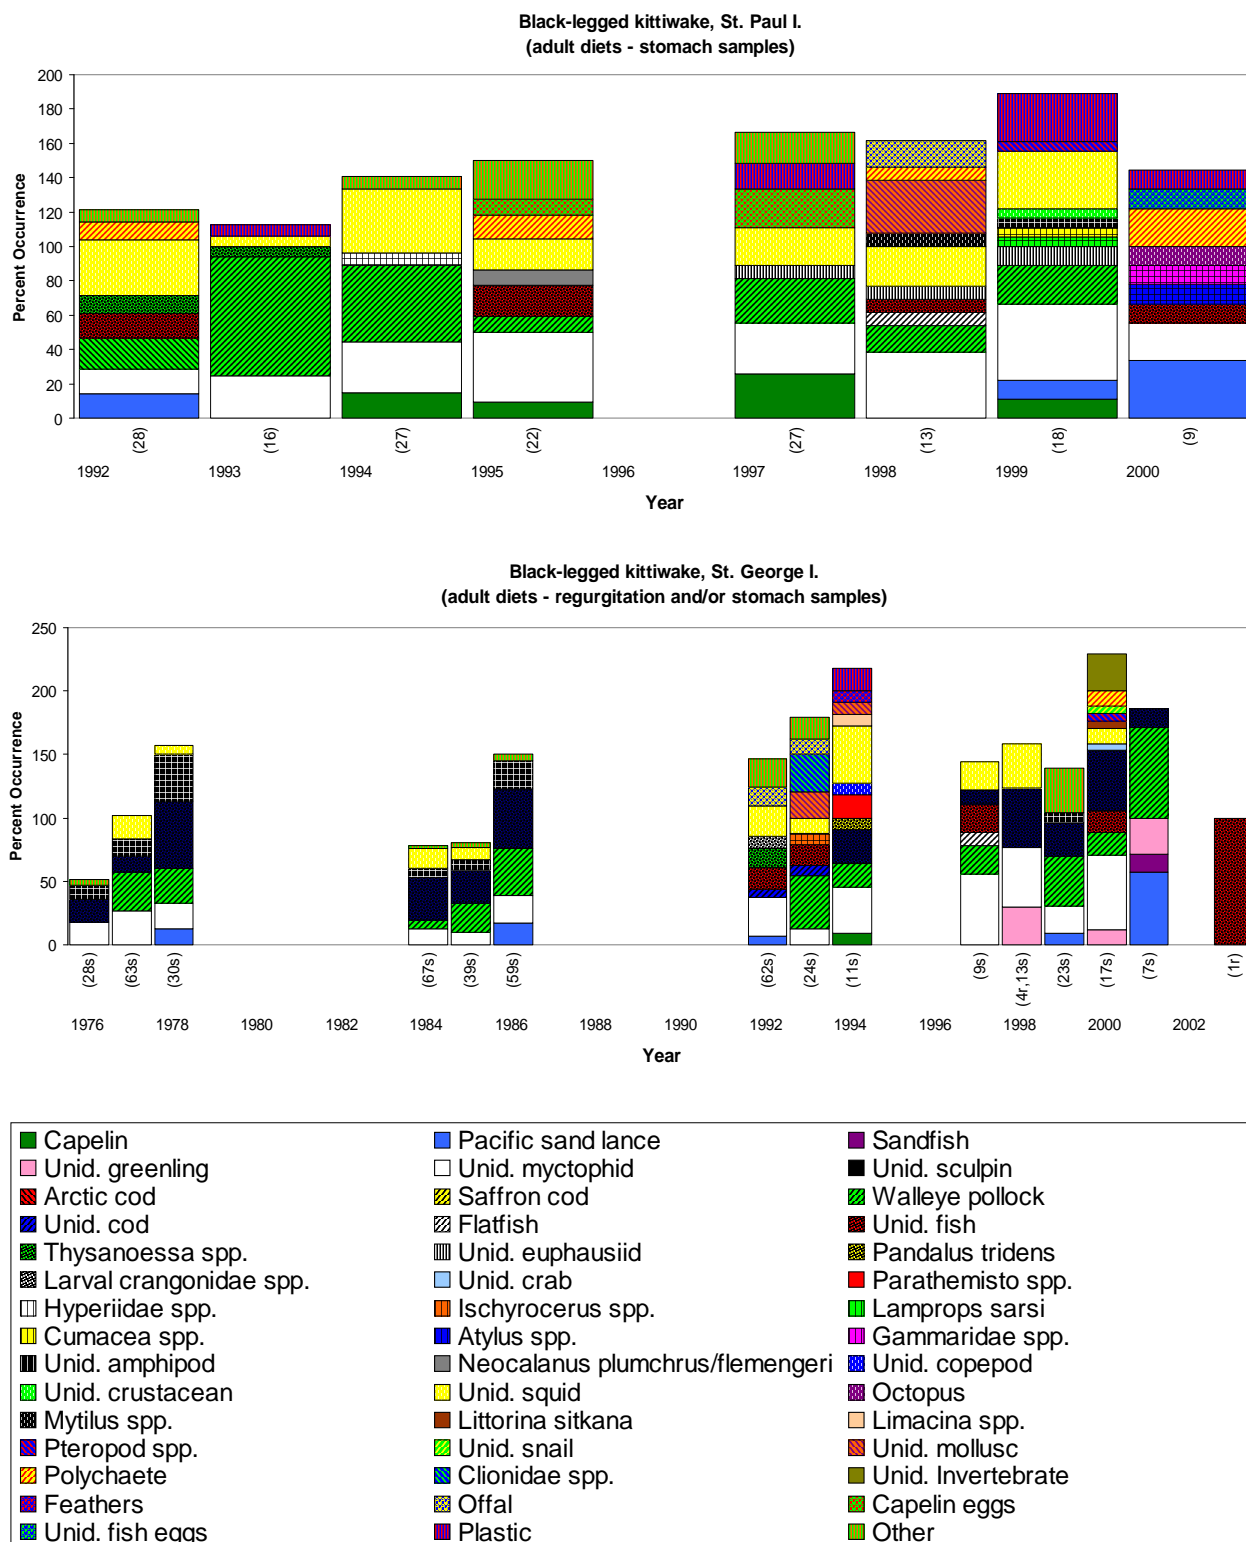 Black-legged kittiwake, St. Paul I.
(adult diets - stomach samples)
Percent Occurrence
200
180
160
140
120
100
80
60
40
20
0
(28) (16) (27) (22) (27) (13) (18) (9)
1992 1993 1994 1995 1996 1997 1998 1999 2000
Year
Black-legged kittiwake, St. George I.
(adult diets - regurgitation and/or stomach samples)
Percent Occurrence
250
200
150
100
50
0
(28s) (63s) (30s) (67s) (39s) (59s) (62s) (24s) (11s) (9s) (4r,13s) (23s) (17s) (7s) (1r)
1976 1978 1980 1982 1984 1986 1988 1990 1992 1994 1996 1998 2000 2002
Year
Capelin Pacific sand lance Sandfish
Unid. greenling Unid. myctophid Unid. sculpin
Arctic cod Saffron cod Walleye pollock
Unid. cod Flatfish Unid. fish
Thysanoessa spp. Unid. euphausiid Pandalus tridens
Larval crangonidae spp. Unid. crab Parathemisto spp.
Hyperiidae spp. Ischyrocerus spp. Lamprops sarsi
Cumacea spp. Atylus spp. Gammaridae spp.
Unid. amphipod Neocalanus plumchrus/flemengeri Unid. copepod
Unid. crustacean Unid. squid Octopus
Mytilus spp. Littorina sitkana Limacina spp.
Pteropod spp. Unid. snail Unid. mollusc
Polychaete Clionidae spp. Unid. Invertebrate
Feathers Offal Capelin eggs
Unid. fish eggs Plastic Other